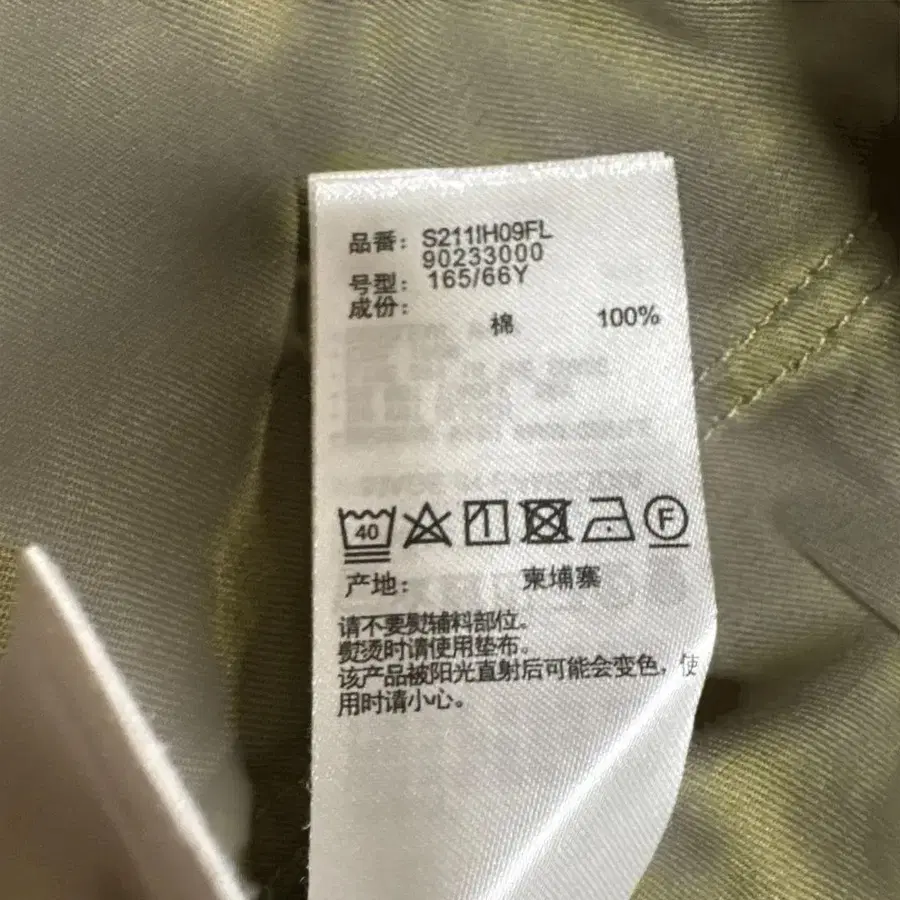 品番：S211IH09FL
90233000
号型：165/66Y
成份：
棉 100%
40
F
产地： 柬埔寨
请不要熨辅料部位。
熨烫时请使用垫布。
该产品被阳光直射后可能会变色，使
用时请小心。